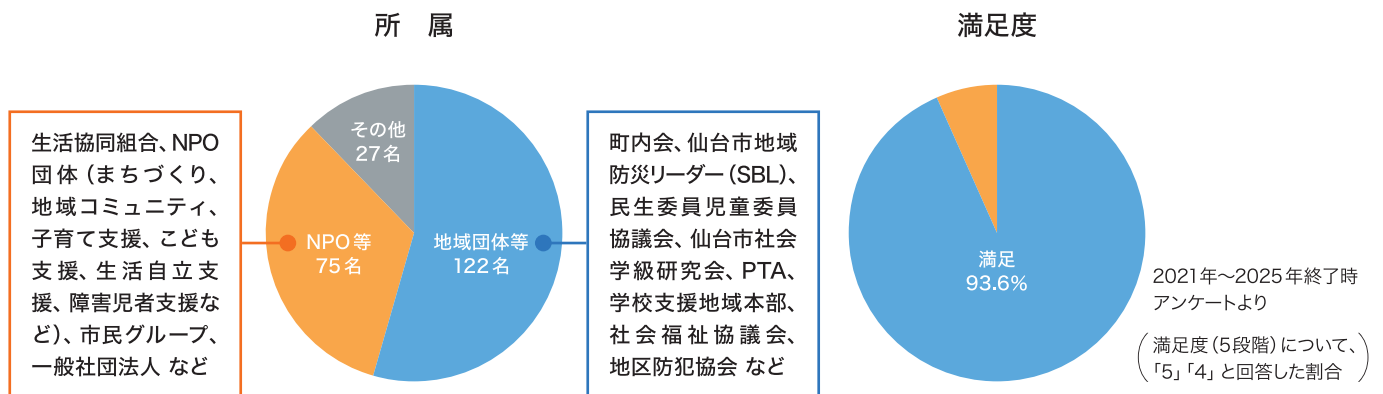 所　属
生活協同組合、NPO
団体（まちづくり、
地域コミュニティ、
子育て支援、こども
支援、生活自立支
援、障害児者支援な
ど）、市民グループ、
一般社団法人 など
その他
27名
NPO等
75名
地域団体等
122名
町内会、仙台市地域
防災リーダー（SBL）、
民生委員児童委員
協議会、仙台市社会
学級研究会、PTA、
学校支援地域本部、
社会福祉協議会、
地区防犯協会 など
満足度
満足
93.6%
2021年～2025年終了時
アンケートより
（満足度（5段階）について、
「5」「4」と回答した割合）